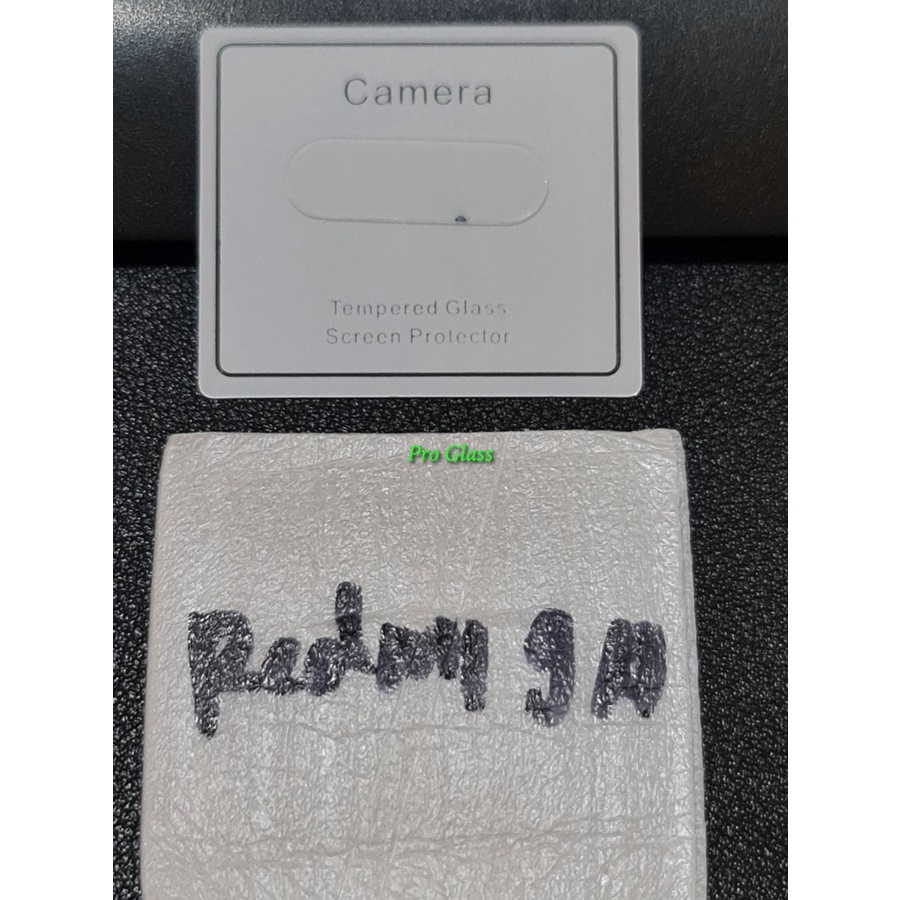 Camera
Tempered Glass
Screen Protector
Pro Glass
Redmi 9A